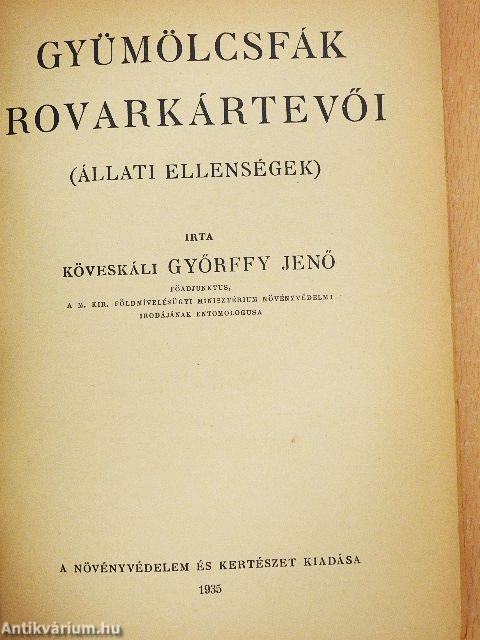 GYÜMÖLCSFÁK
ROVARKÁRTEVŐI
(ÁLLATI ELLENSÉGEK)
IRTA
KÖVESKÁLI GYŐRFFY JENŐ
FŐADJUNKTUS,
A M. KIR. FÖLDMÍVELÉSÜGYI MINISZTÉRIUM NÖVÉNYVÉDELMI
IRODÁJÁNAK ENTOMOLOGUSA
A NÖVÉNYVÉDELEM ÉS KERTÉSZET KIADÁSA
1935
Antikvárium.hu